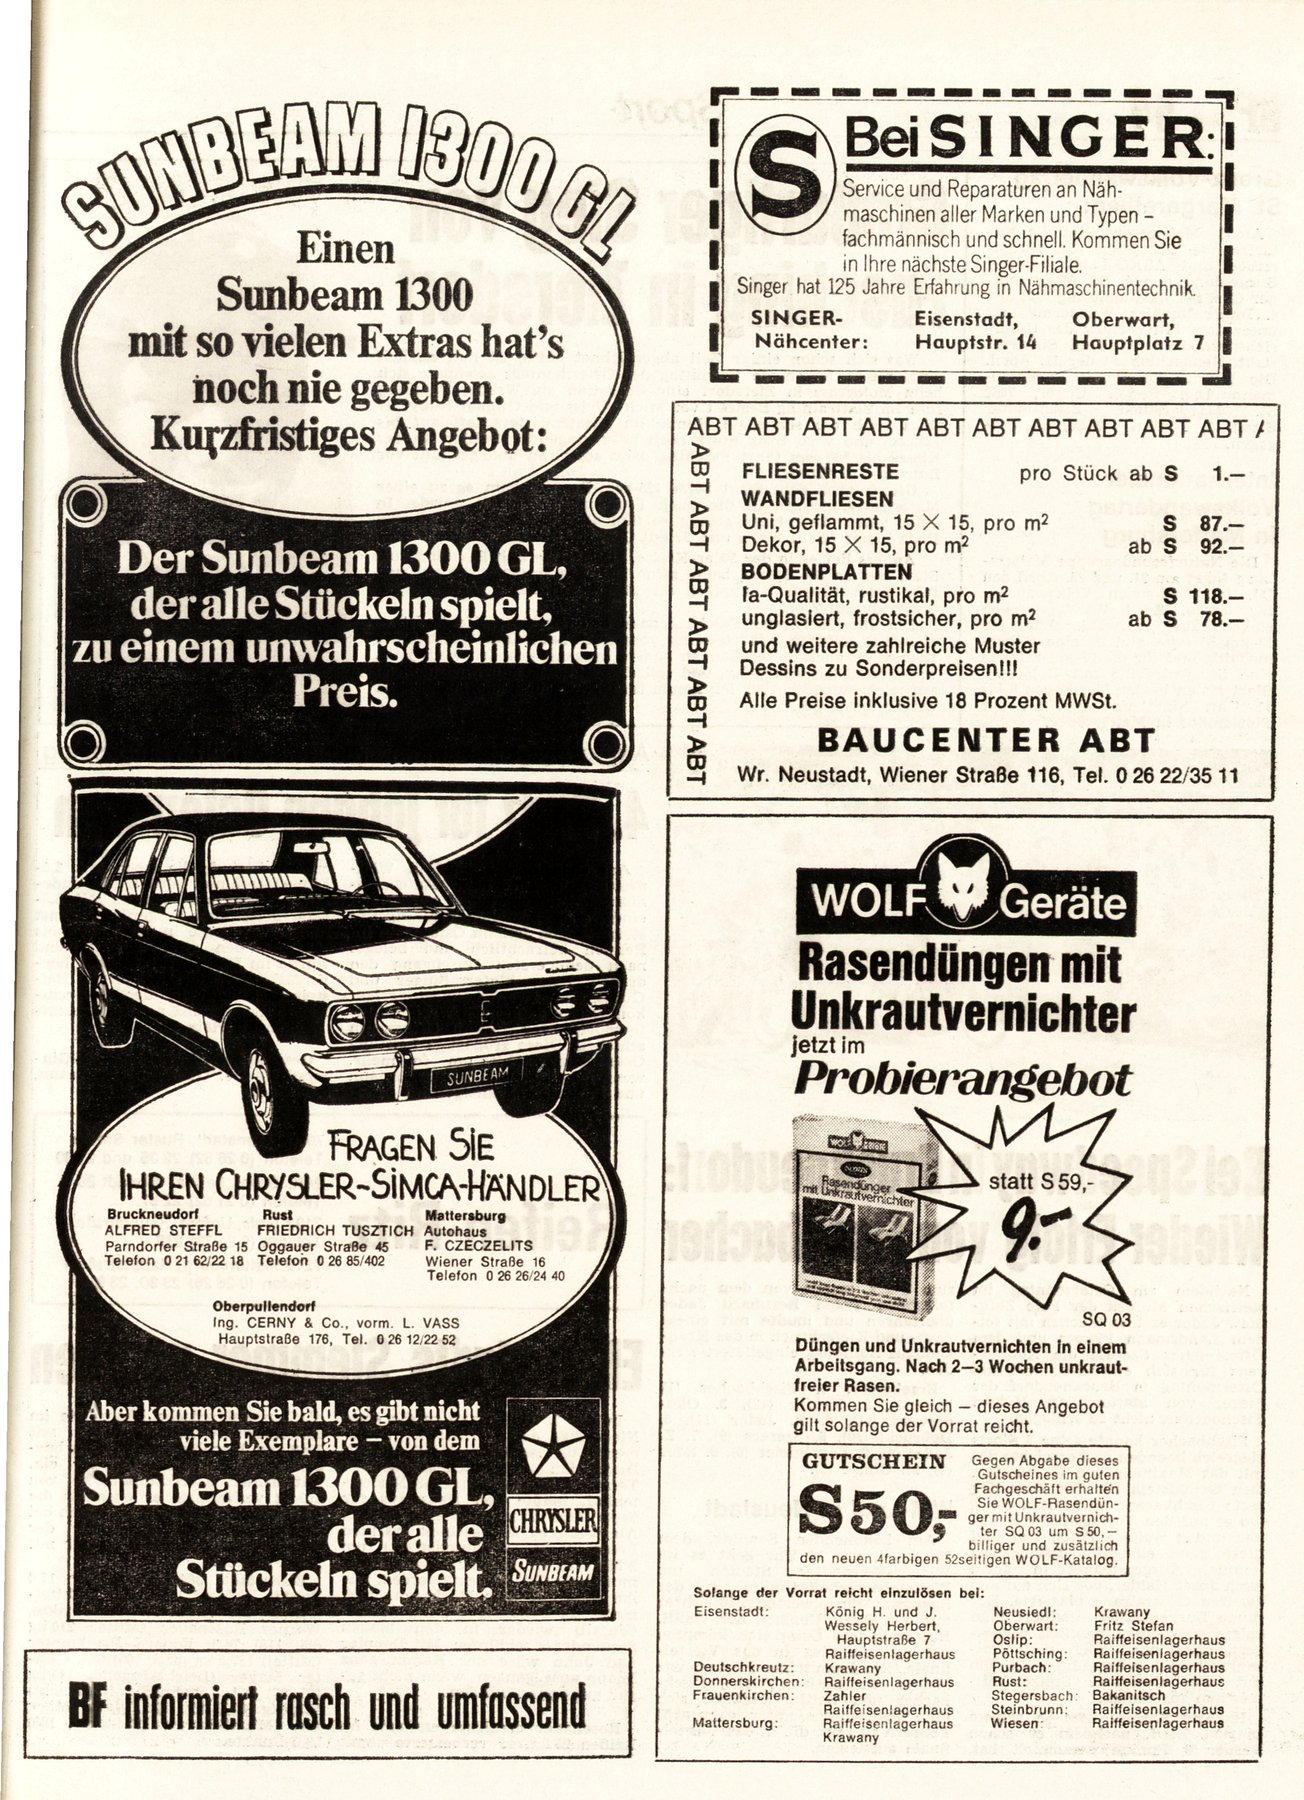 SUNBEAM 1300 GL
Einen
Sunbeam 1300
mit so vielen Extras hat's
noch nie gegeben.
Kurzfristiges Angebot:
Der Sunbeam 1300 GL,
der alle Stückeln spielt,
zu einem unwahrscheinlichen
Preis.
SUNBEAM
FRAGEN SIE
IHREN CHRYSLER-SIMCA-HÄNDLER
Bruckneudorf
ALFRED STEFFL
Parndorfer Straße 15
Telefon 0 21 62/22 18
Rust
FRIEDRICH TUSZTICH
Oggauer Straße 45
Telefon 0 26 85/402
Mattersburg
Autohaus
F. CZECZELITS
Wiener Straße 16
Telefon 0 26 26/24 40
Oberpullendorf
Ing. CERNY & Co., vorm. L. VASS
Hauptstraße 176, Tel. 0 26 12/22 52
Aber kommen Sie bald, es gibt nicht
viele Exemplare – von dem
Sunbeam 1300 GL,
der alle
Stückeln spielt.
CHRYSLER
SUNBEAM
BF informiert rasch und umfassend
S
Bei SINGER:
Service und Reparaturen an Näh-
maschinen aller Marken und Typen –
fachmännisch und schnell. Kommen Sie
in Ihre nächste Singer-Filiale.
Singer hat 125 Jahre Erfahrung in Nähmaschinentechnik.
SINGER- Eisenstadt, Oberwart,
Nähcenter: Hauptstr. 14 Hauptplatz 7
ABT ABT ABT ABT ABT ABT ABT ABT ABT ABT A
ABT ABT ABT ABT ABT ABT
FLIESENRESTE pro Stück ab S 1.—
WANDFLIESEN
Uni, geflammt, 15 × 15, pro m² S 87.—
Dekor, 15 × 15, pro m² ab S 92.—
BODENPLATTEN
Ia-Qualität, rustikal, pro m² S 118.—
unglasiert, frostsicher, pro m² ab S 78.—
und weitere zahlreiche Muster
Dessins zu Sonderpreisen!!!
Alle Preise inklusive 18 Prozent MWSt.
BAUCENTER ABT
Wr. Neustadt, Wiener Straße 116, Tel. 0 26 22/35 11
WOLF Geräte
Rasendüngen mit
Unkrautvernichter
jetzt im
Probierangebot
WOLF
Rasendünger
mit Unkrautvernichter
statt S 59,-
9.-
SQ 03
Düngen und Unkrautvernichten in einem
Arbeitsgang. Nach 2—3 Wochen unkraut-
freier Rasen.
Kommen Sie gleich – dieses Angebot
gilt solange der Vorrat reicht.
GUTSCHEIN
S 50,-
Gegen Abgabe dieses
Gutscheines im guten
Fachgeschäft erhalten
Sie WOLF-Rasendün-
ger mit Unkrautvernich-
ter SQ 03 um S 50,—
billiger und zusätzlich
den neuen 4farbigen 52seitigen WOLF-Katalog.
Solange der Vorrat reicht einzulösen bei:
Eisenstadt: König H. und J.
Wessely Herbert,
Hauptstraße 7
Raiffeisenlagerhaus
Deutschkreutz: Krawany
Donnerskirchen: Raiffeisenlagerhaus
Frauenkirchen: Zahler
Raiffeisenlagerhaus
Mattersburg: Raiffeisenlagerhaus
Krawany
Neusiedl: Krawany
Oberwart: Fritz Stefan
Oslip: Raiffeisenlagerhaus
Pöttsching: Raiffeisenlagerhaus
Purbach: Raiffeisenlagerhaus
Rust: Raiffeisenlagerhaus
Stegersbach: Bakanitsch
Steinbrunn: Raiffeisenlagerhaus
Wiesen: Raiffeisenlagerhaus